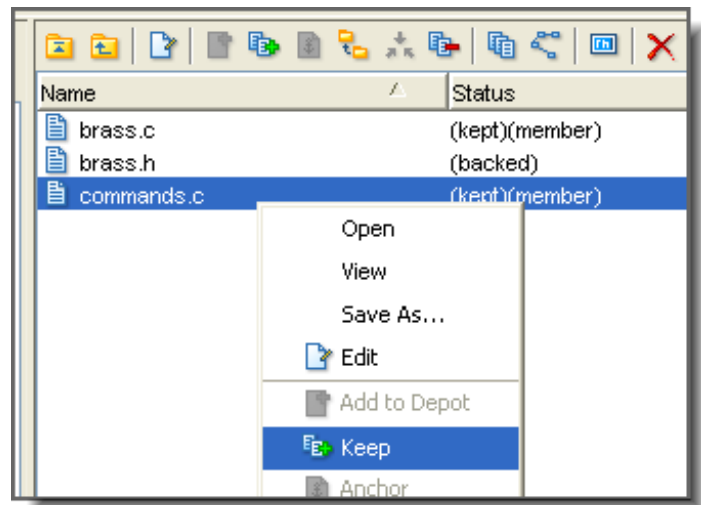 Name Status
brass.c (kept)(member)
brass.h (backed)
commands.c (kept)(member)
Open
View
Save As...
Edit
Add to Depot
Keep
Anchor